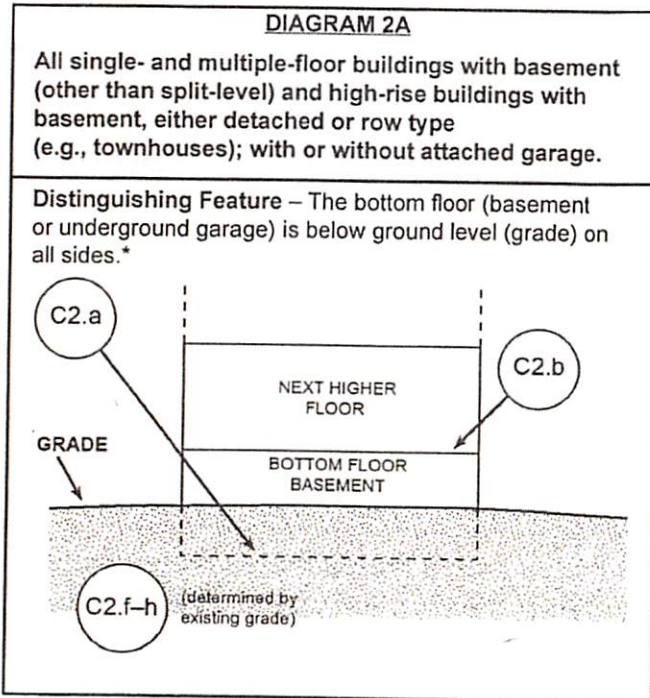 DIAGRAM 2A
All single- and multiple-floor buildings with basement
(other than split-level) and high-rise buildings with
basement, either detached or row type
(e.g., townhouses); with or without attached garage.
Distinguishing Feature – The bottom floor (basement
or underground garage) is below ground level (grade) on
all sides.*
C2.a
C2.b
NEXT HIGHER
FLOOR
GRADE
BOTTOM FLOOR
BASEMENT
C2.f–h
(determined by
existing grade)